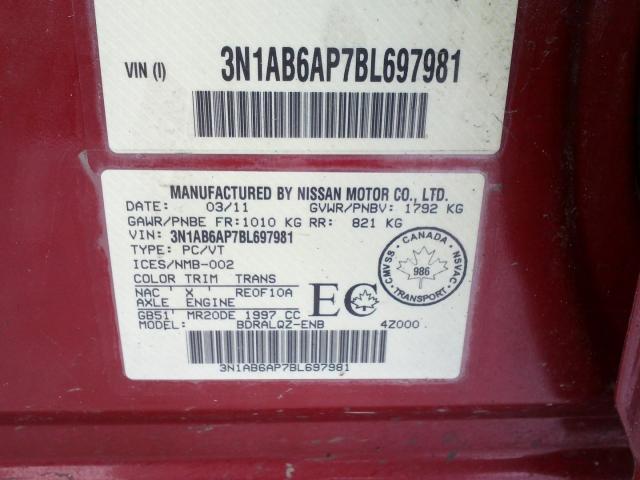 VIN (I) 3N1AB6AP7BL697981
MANUFACTURED BY NISSAN MOTOR CO., LTD.
DATE: 03/11 GVWR/PNBV: 1792 KG
GAWR/PNBE FR: 1010 KG RR: 821 KG
VIN: 3N1AB6AP7BL697981
TYPE: PC/VT
ICES/NMB-002
COLOR TRIM TRANS
NAC ' X RE0F10A
AXLE ENGINE
GB51' MR20DE 1997 CC
MODEL: BDRALQZ-ENB 4Z000
EC
CANADA
CMVSS 986 NSVAC
TRANSPORT
3N1AB6AP7BL697981